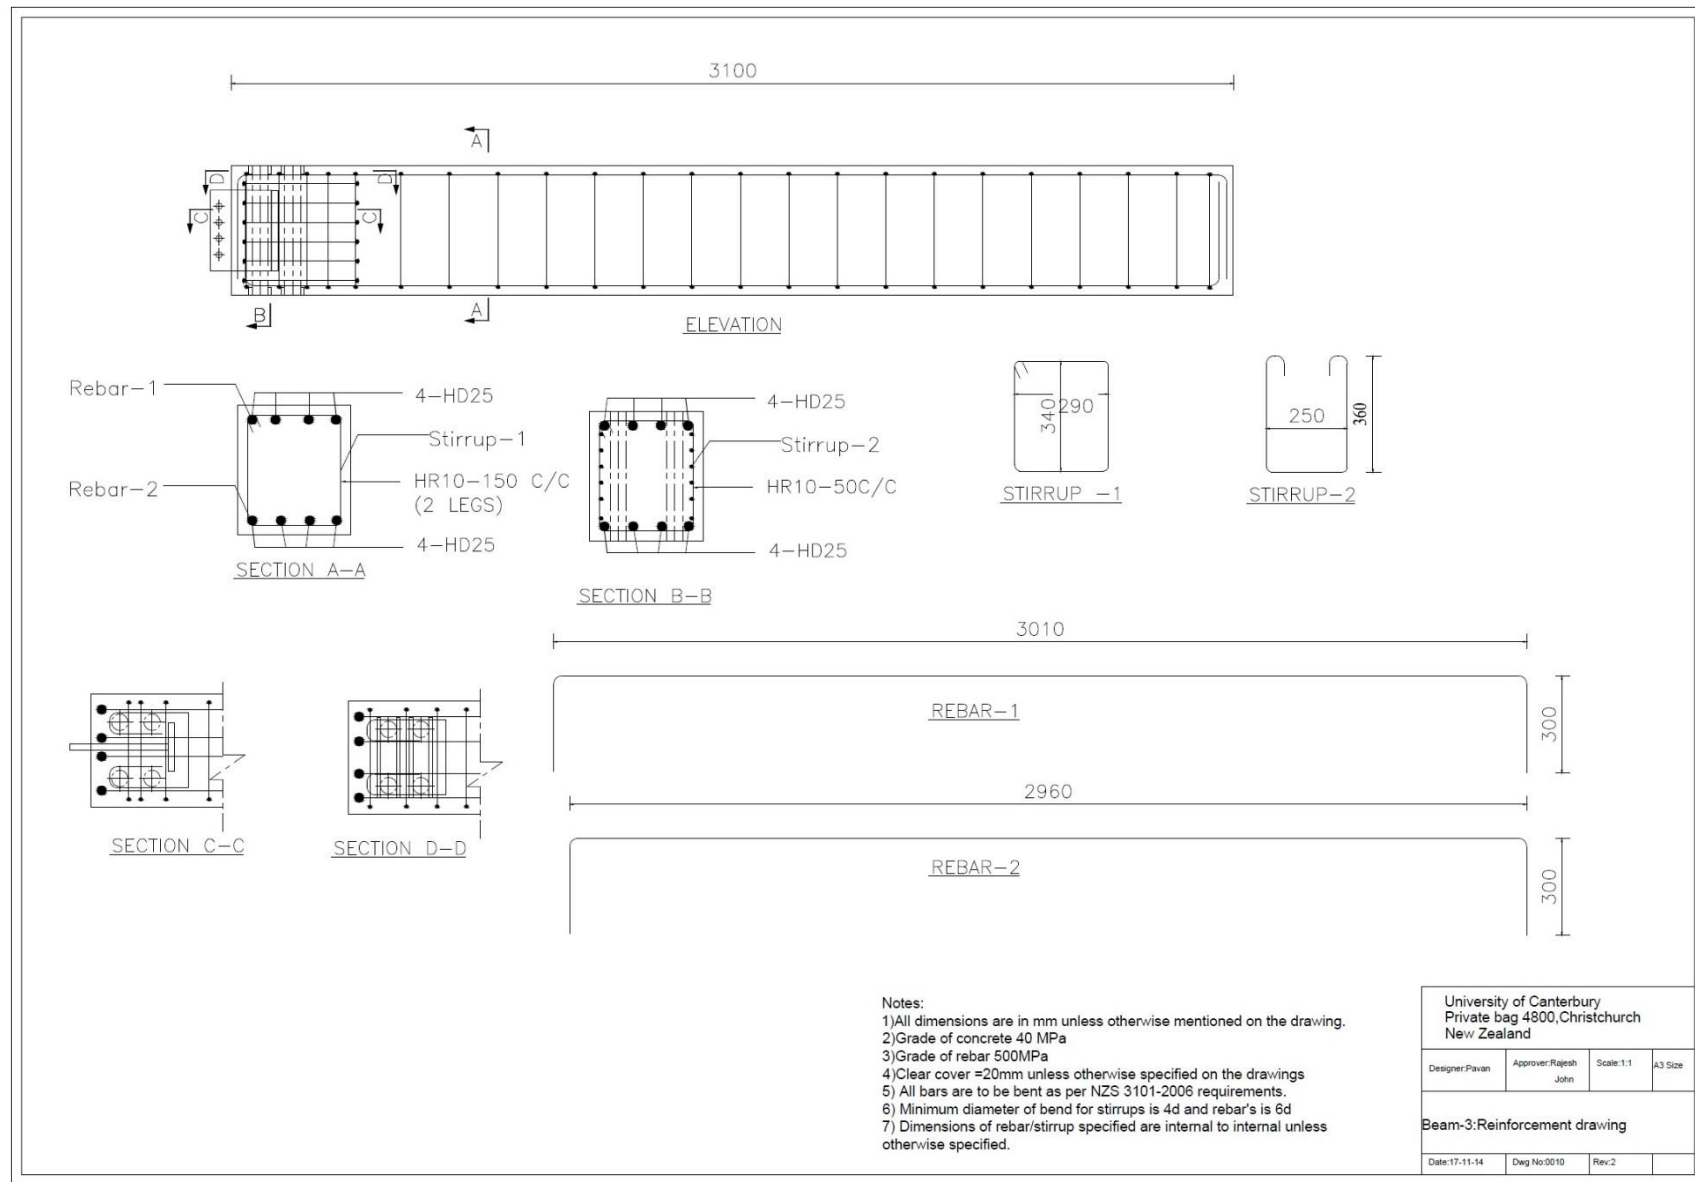 3100
A
D
D
C
C
B
A
ELEVATION
Rebar-1
4-HD25
Stirrup-1
Rebar-2
HR10-150 C/C
(2 LEGS)
4-HD25
SECTION A-A
4-HD25
Stirrup-2
HR10-50C/C
4-HD25
SECTION B-B
340
290
STIRRUP -1
250
360
STIRRUP-2
3010
REBAR-1
300
2960
REBAR-2
300
SECTION C-C
SECTION D-D
Notes:
1)All dimensions are in mm unless otherwise mentioned on the drawing.
2)Grade of concrete 40 MPa
3)Grade of rebar 500MPa
4)Clear cover =20mm unless otherwise specified on the drawings
5) All bars are to be bent as per NZS 3101-2006 requirements.
6) Minimum diameter of bend for stirrups is 4d and rebar's is 6d
7) Dimensions of rebar/stirrup specified are internal to internal unless
otherwise specified.
University of Canterbury
Private bag 4800,Christchurch
New Zealand
Designer:Pavan
Approver:Rajesh
John
Scale:1:1
A3 Size
Beam-3:Reinforcement drawing
Date:17-11-14
Dwg No:0010
Rev:2